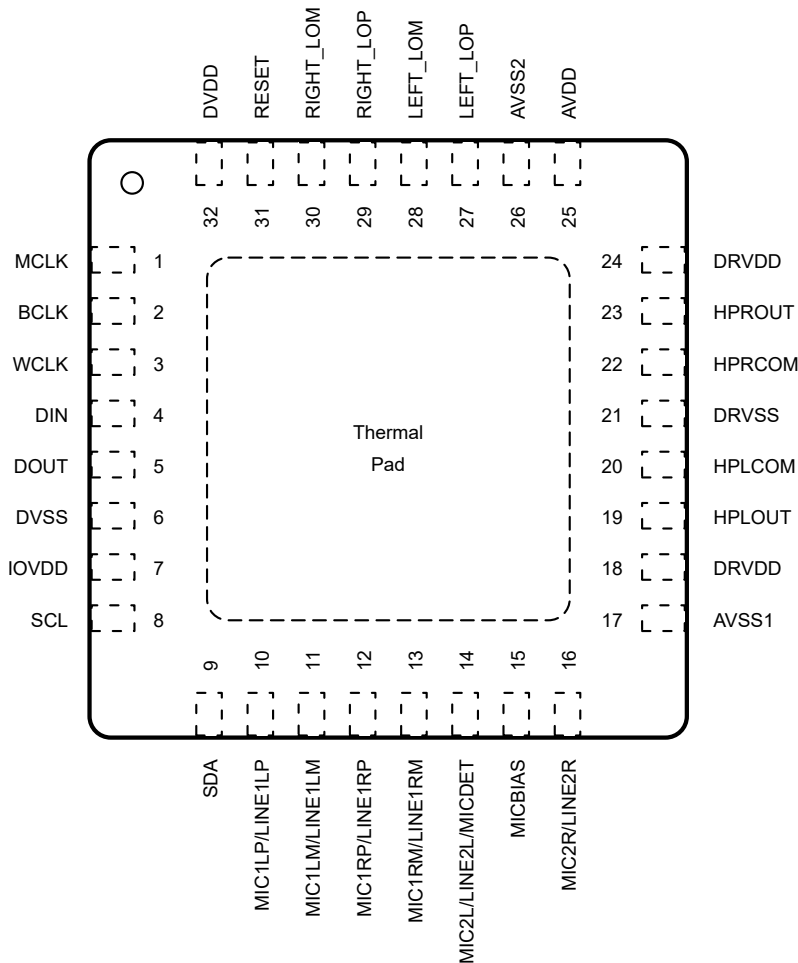 DVDD
RESET
RIGHT_LOM
RIGHT_LOP
LEFT_LOM
LEFT_LOP
AVSS2
AVDD
32
31
30
29
28
27
26
25
MCLK 1
BCLK 2
WCLK 3
DIN 4
DOUT 5
DVSS 6
IOVDD 7
SCL 8
Thermal
Pad
24 DRVDD
23 HPROUT
22 HPRCOM
21 DRVSS
20 HPLCOM
19 HPLOUT
18 DRVDD
17 AVSS1
9
10
11
12
13
14
15
16
SDA
MIC1LP/LINE1LP
MIC1LM/LINE1LM
MIC1RP/LINE1RP
MIC1RM/LINE1RM
MIC2L/LINE2L/MICDET
MICBIAS
MIC2R/LINE2R